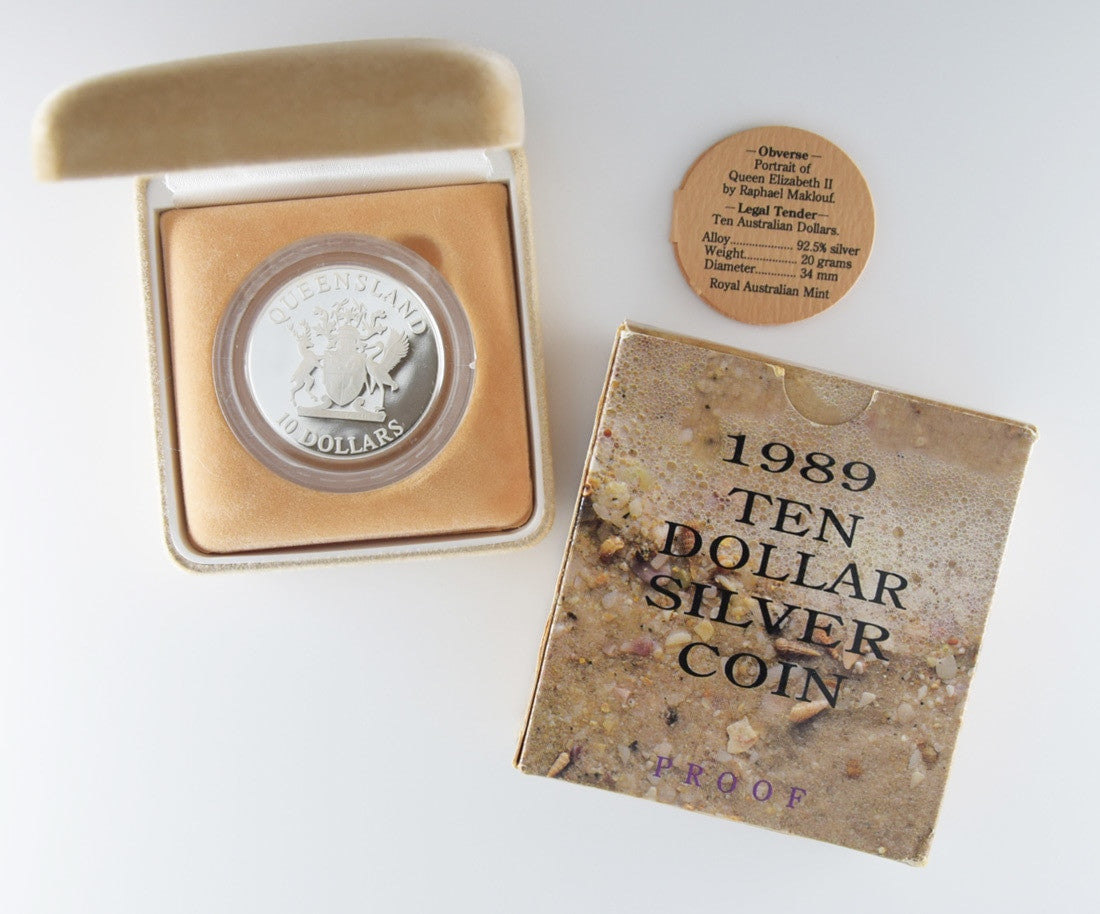 QUEENSLAND
10 DOLLARS
— Obverse —
Portrait of
Queen Elizabeth II
by Raphael Maklouf.
— Legal Tender —
Ten Australian Dollars.
Alloy.................... 92.5% silver
Weight................ 20 grams
Diameter............. 34 mm
Royal Australian Mint
1989
TEN
DOLLAR
SILVER
COIN
PROOF